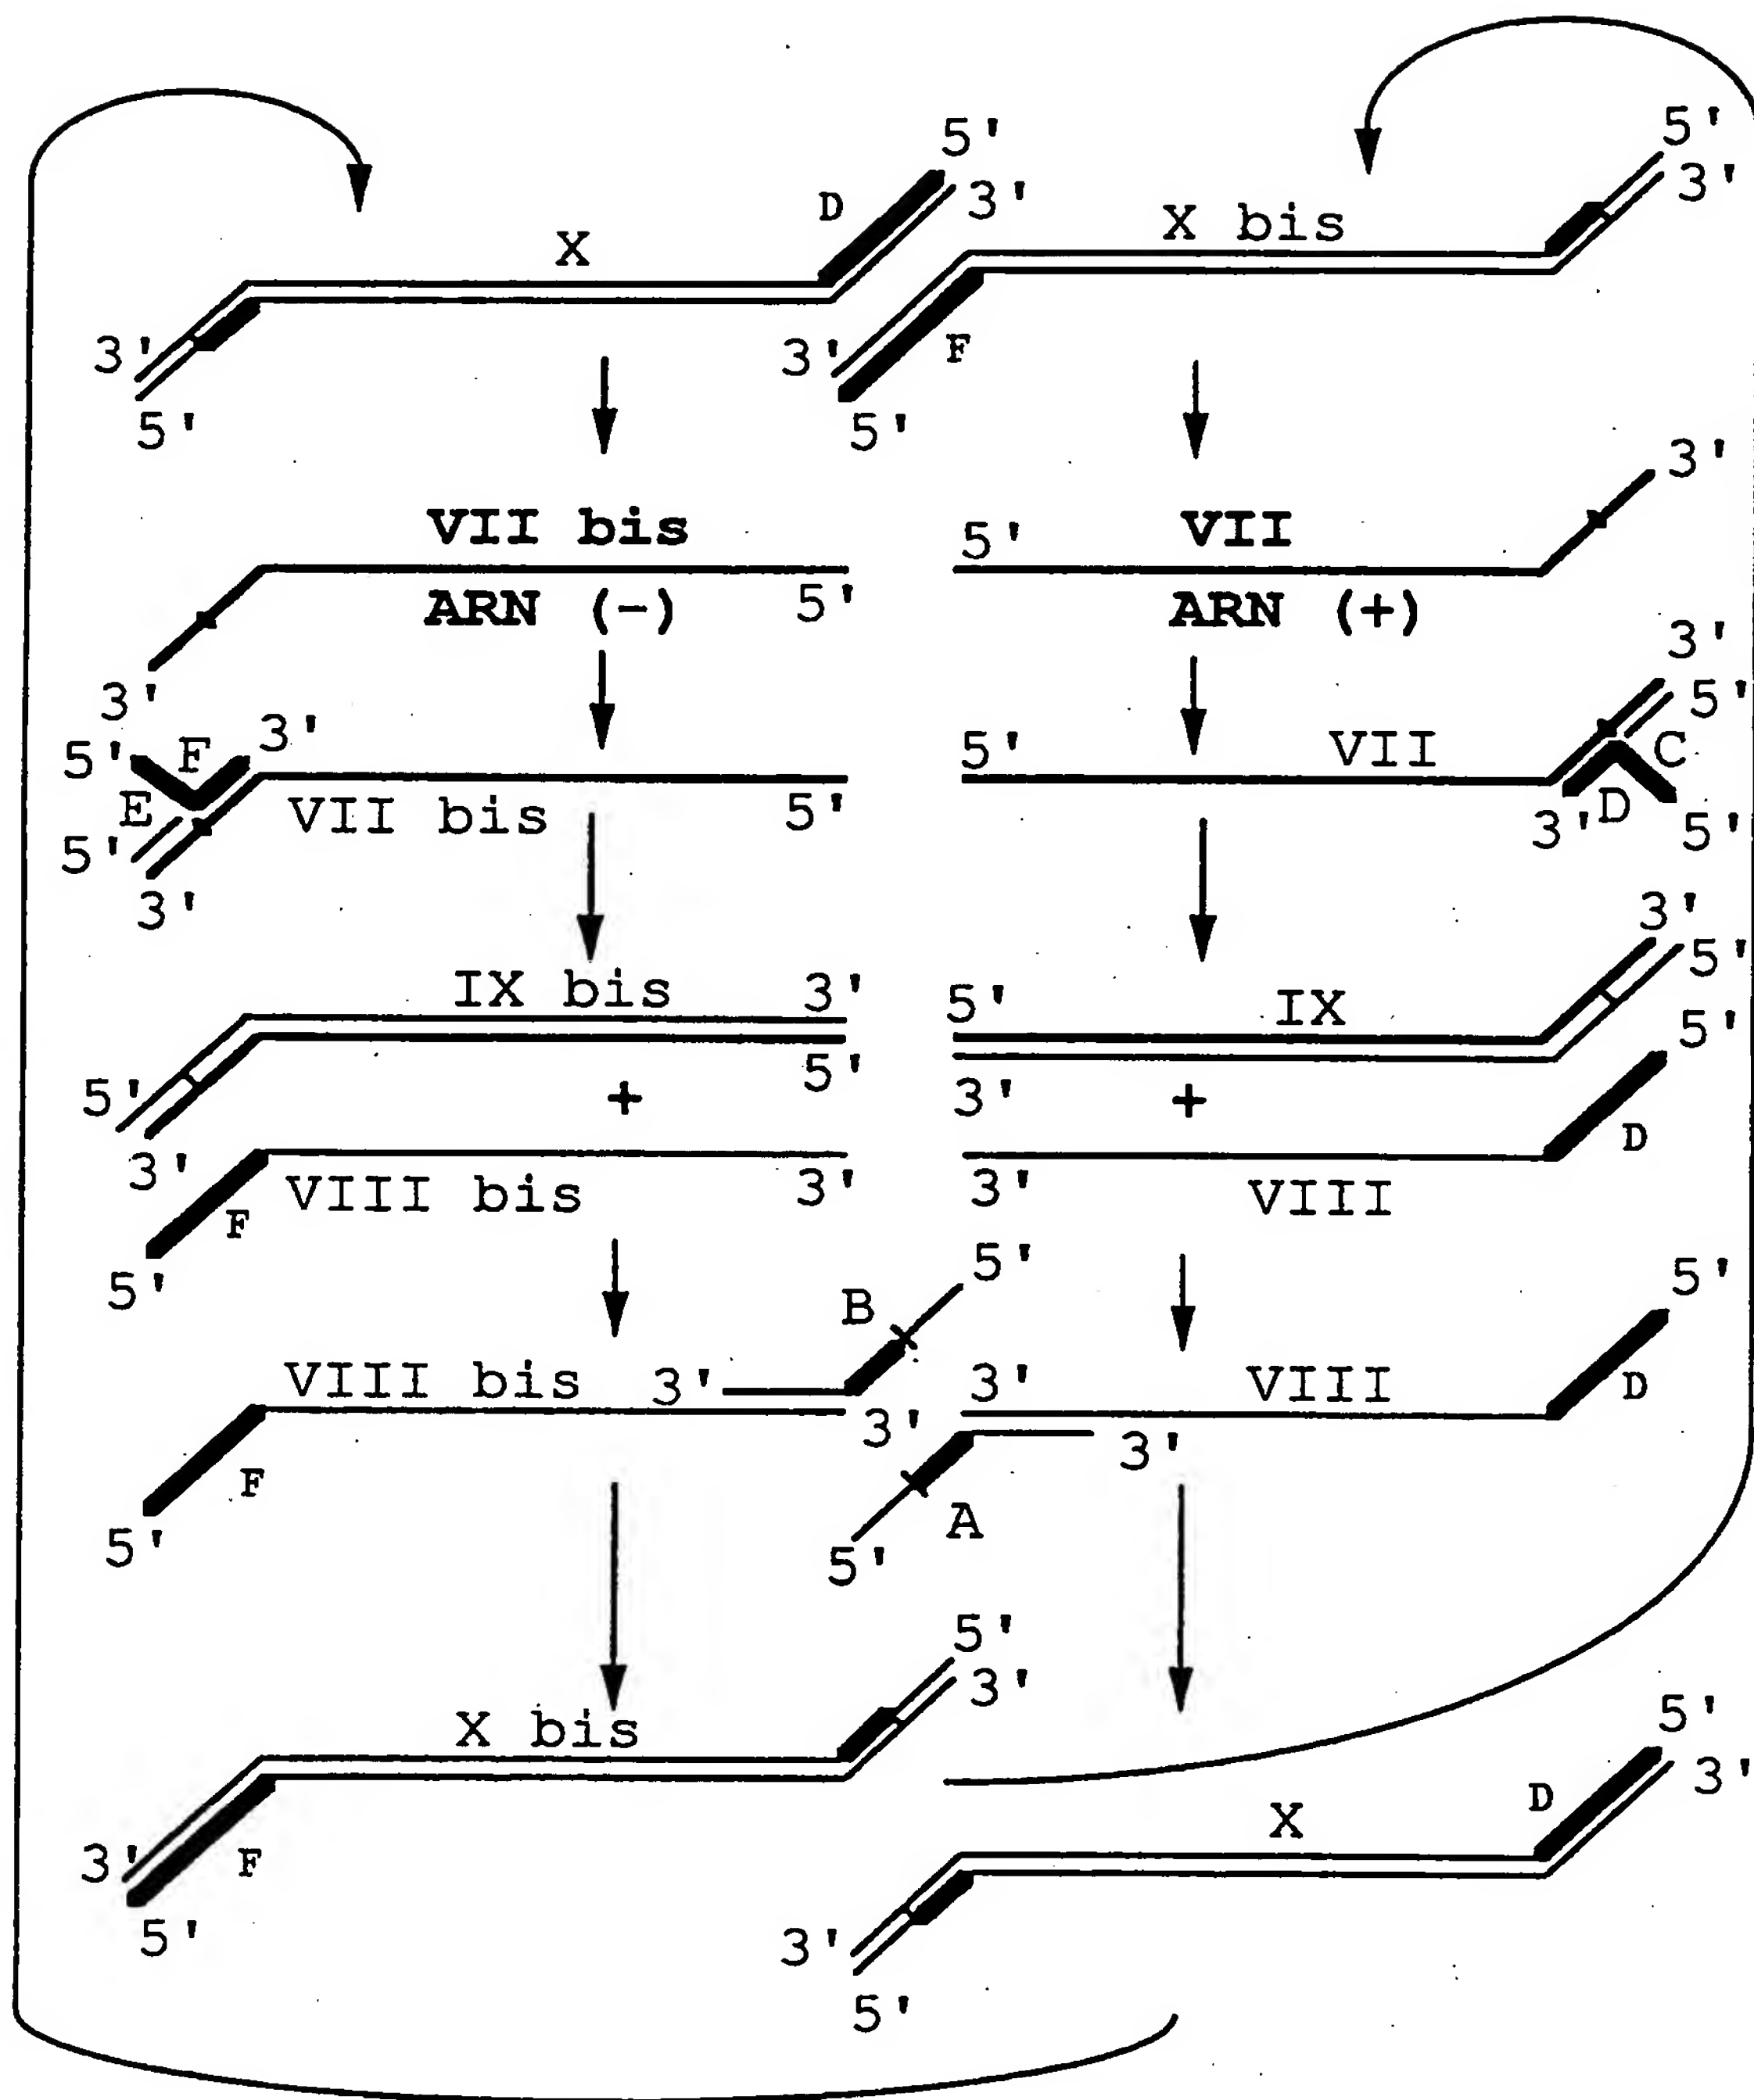 5'
D 3'
X
3'
5'
5'
3'
X bis
3' F
5'
VII bis
ARN (-) 5'
3'
5' VII 3'
ARN (+)
5' F 3'
E VII bis 5'
5'
3'
3'
5' VII 5'
C
3' D 5'
IX bis 3'
5' 5'
3'
+
VIII bis 3'
F
5'
3'
5' IX 5'
3' + 5'
D
3' VIII
5'
B
VIII bis 3'
3'
F
5'
5'
3' VIII D
3'
A
5'
5'
X bis 3'
3' F
5'
5'
D 3'
X
3'
5'